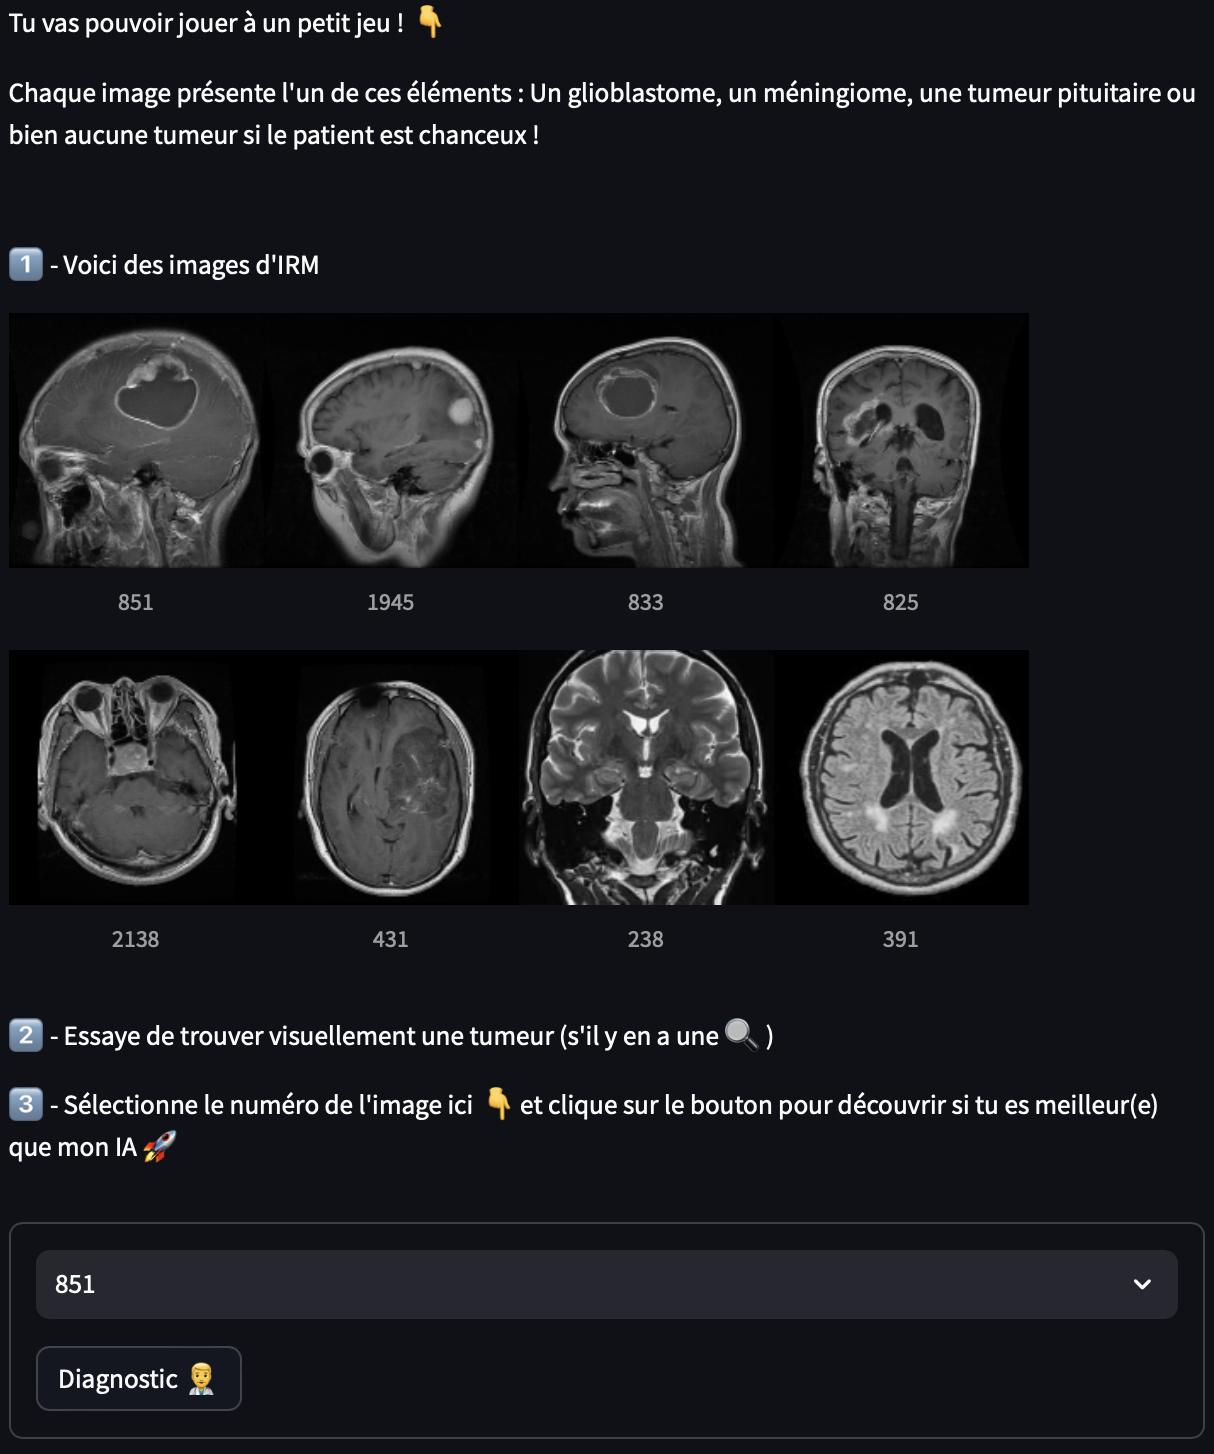 Tu vas pouvoir jouer à un petit jeu ! 👇
Chaque image présente l'un de ces éléments : Un glioblastome, un méningiome, une tumeur pituitaire ou
bien aucune tumeur si le patient est chanceux !
1️⃣ - Voici des images d'IRM
851 1945 833 825
2138 431 238 391
2️⃣ - Essaye de trouver visuellement une tumeur (s'il y en a une 🔍 )
3️⃣ - Sélectionne le numéro de l'image ici 👇 et clique sur le bouton pour découvrir si tu es meilleur(e)
que mon IA 🚀
851
Diagnostic 👨‍⚕️